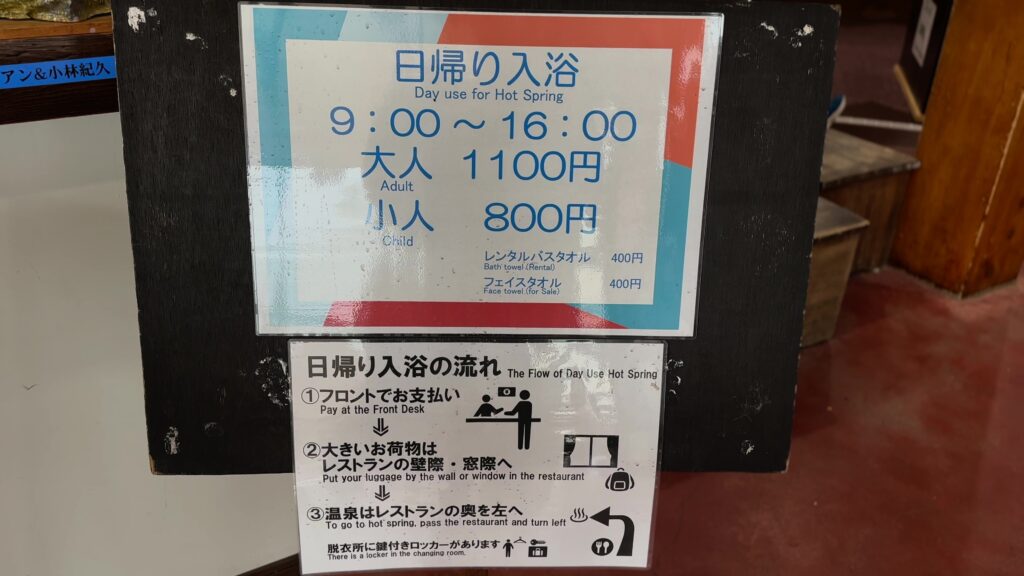 アン&小林紀久
日帰り入浴
Day use for Hot Spring
9：00 ～ 16：00
大人 1100円
Adult
小人 800円
Child
レンタルバスタオル 400円
Bath towel (Rental)
フェイスタオル 400円
Face towel (for Sale)
日帰り入浴の流れ The Flow of Day Use Hot Spring
①フロントでお支払い
Pay at the Front Desk
②大きいお荷物は
レストランの壁際・窓際へ
Put your luggage by the wall or window in the restaurant
③温泉はレストランの奥を左へ
To go to hot spring, pass the restaurant and turn left
脱衣所に鍵付きロッカーがあります
There is a locker in the changing room.